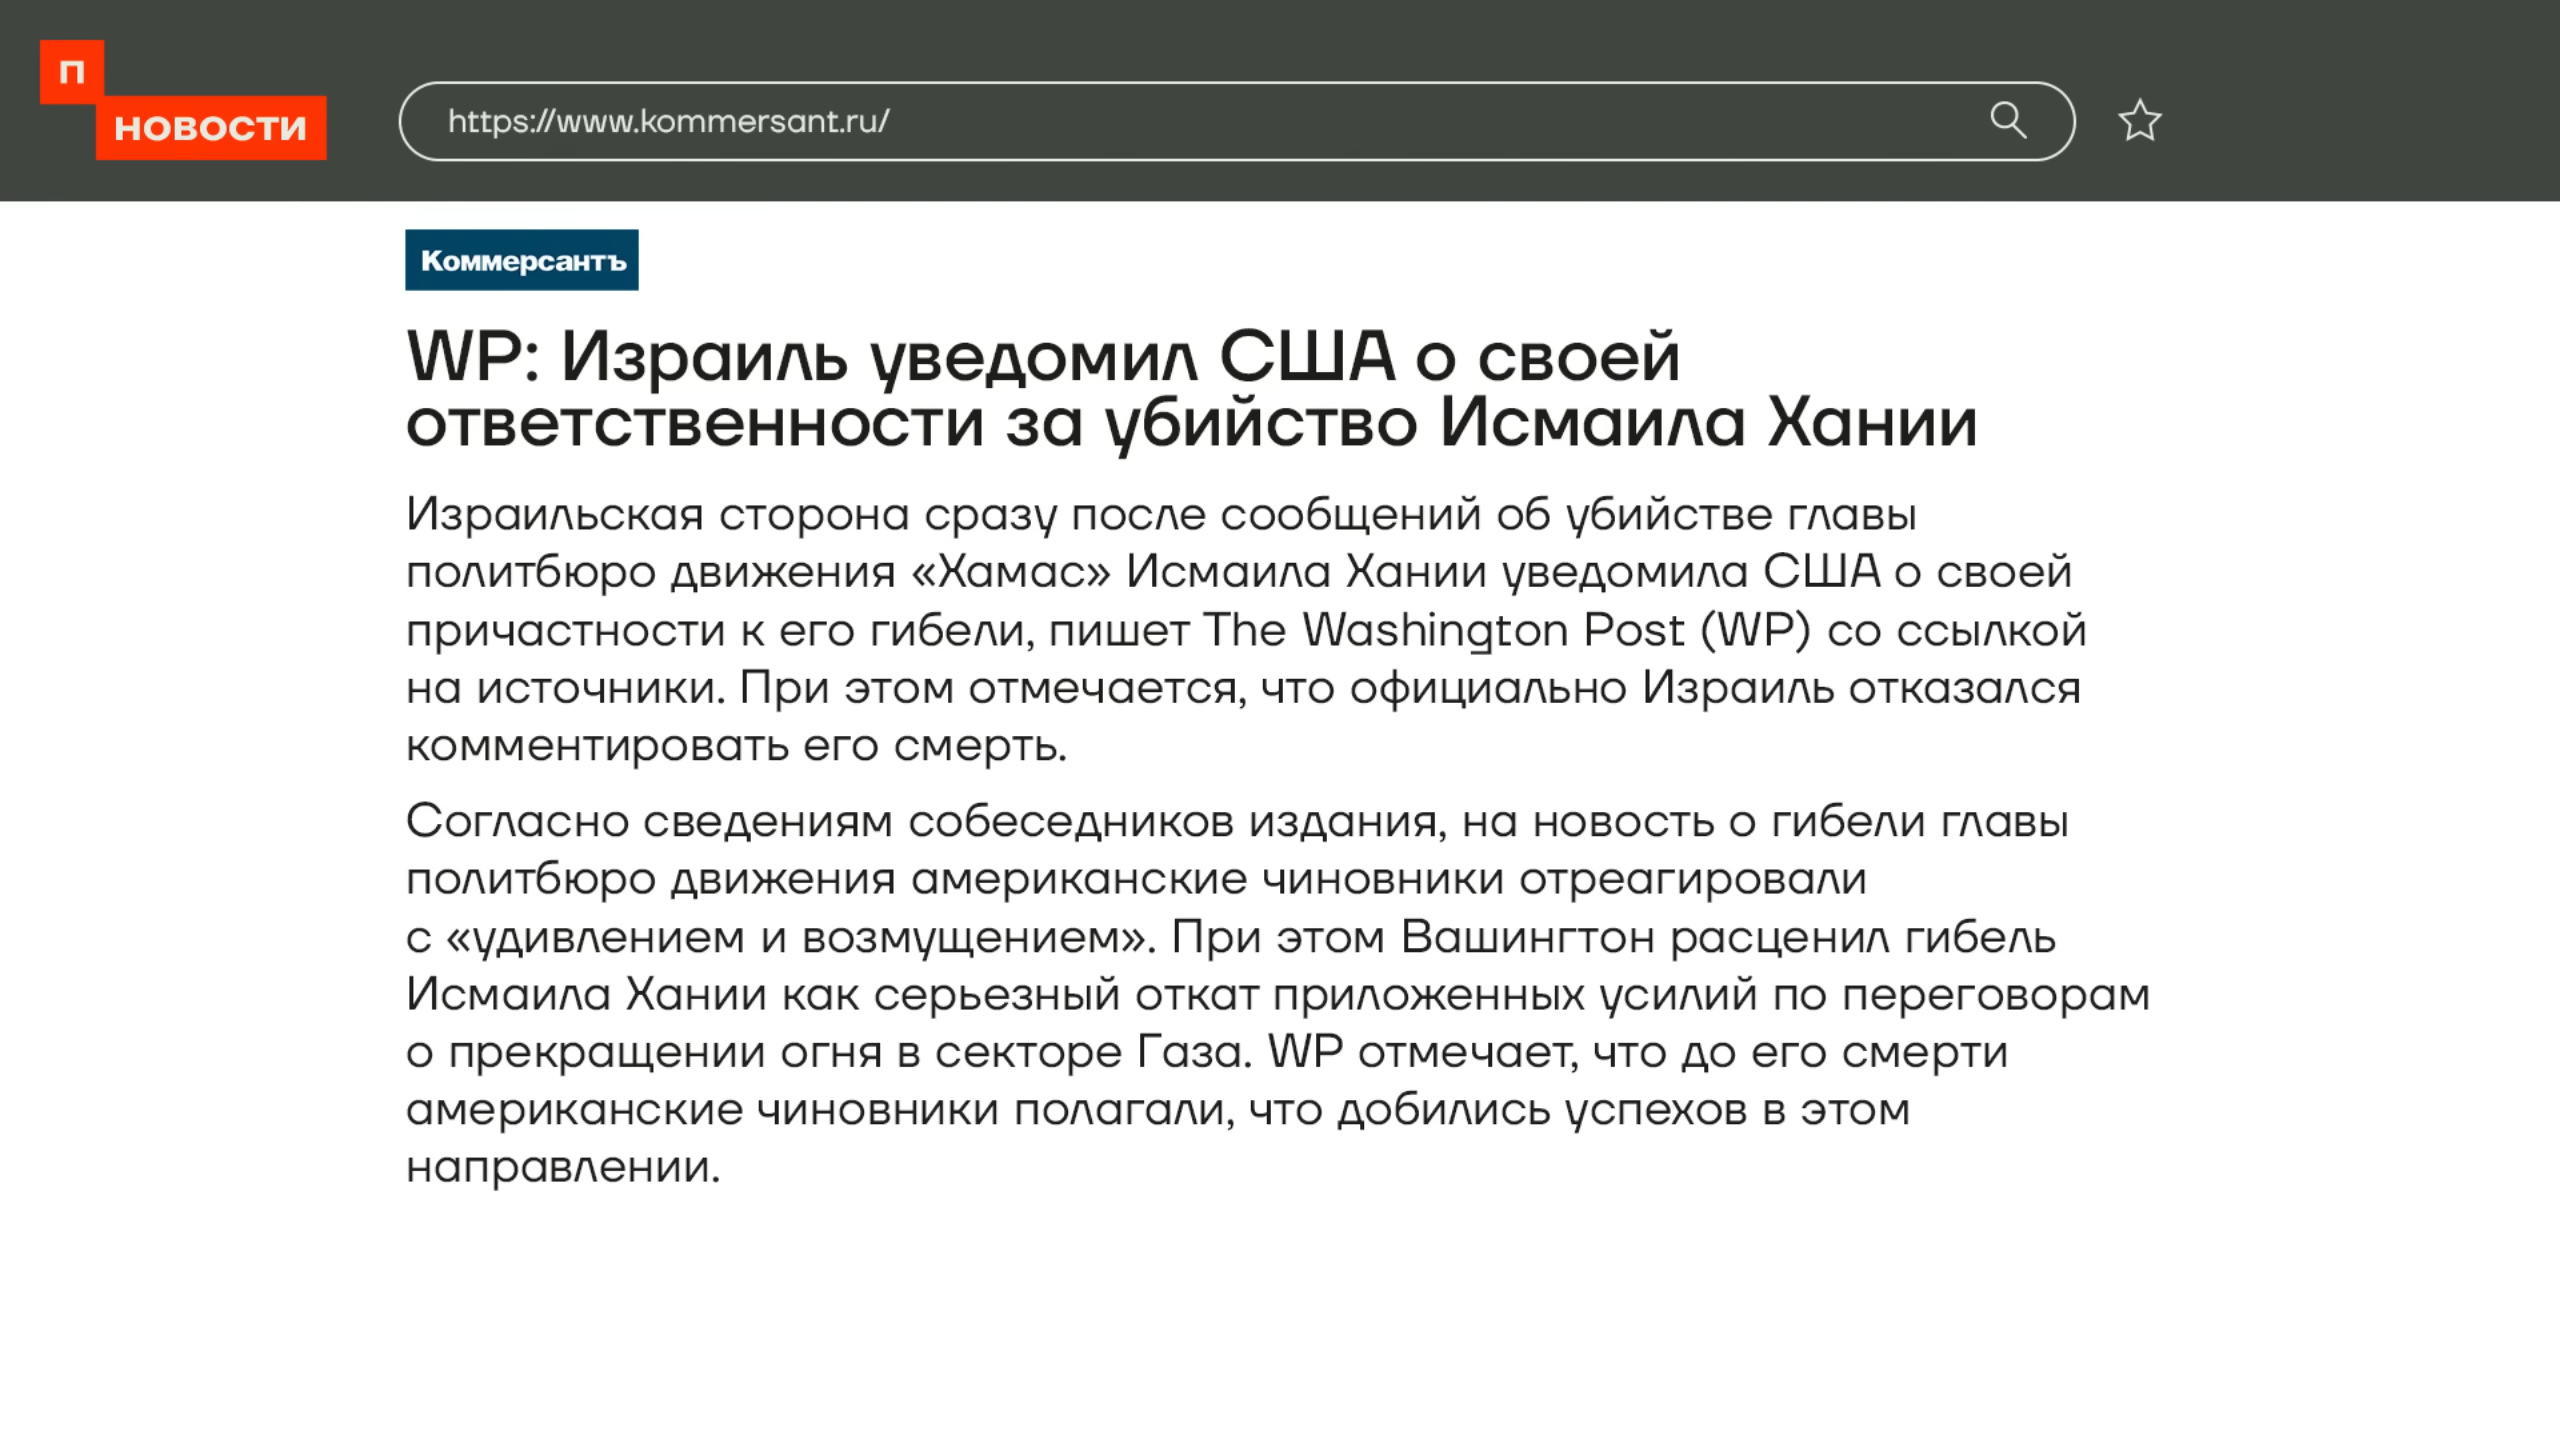 П
НОВОСТИ
https://www.kommersant.ru/
Коммерсантъ
WP: Израиль уведомил США о своей
ответственности за убийство Исмаила Хании
Израильская сторона сразу после сообщений об убийстве главы
политбюро движения «Хамас» Исмаила Хании уведомила США о своей
причастности к его гибели, пишет The Washington Post (WP) со ссылкой
на источники. При этом отмечается, что официально Израиль отказался
комментировать его смерть.
Согласно сведениям собеседников издания, на новость о гибели главы
политбюро движения американские чиновники отреагировали
с «удивлением и возмущением». При этом Вашингтон расценил гибель
Исмаила Хании как серьезный откат приложенных усилий по переговорам
о прекращении огня в секторе Газа. WP отмечает, что до его смерти
американские чиновники полагали, что добились успехов в этом
направлении.